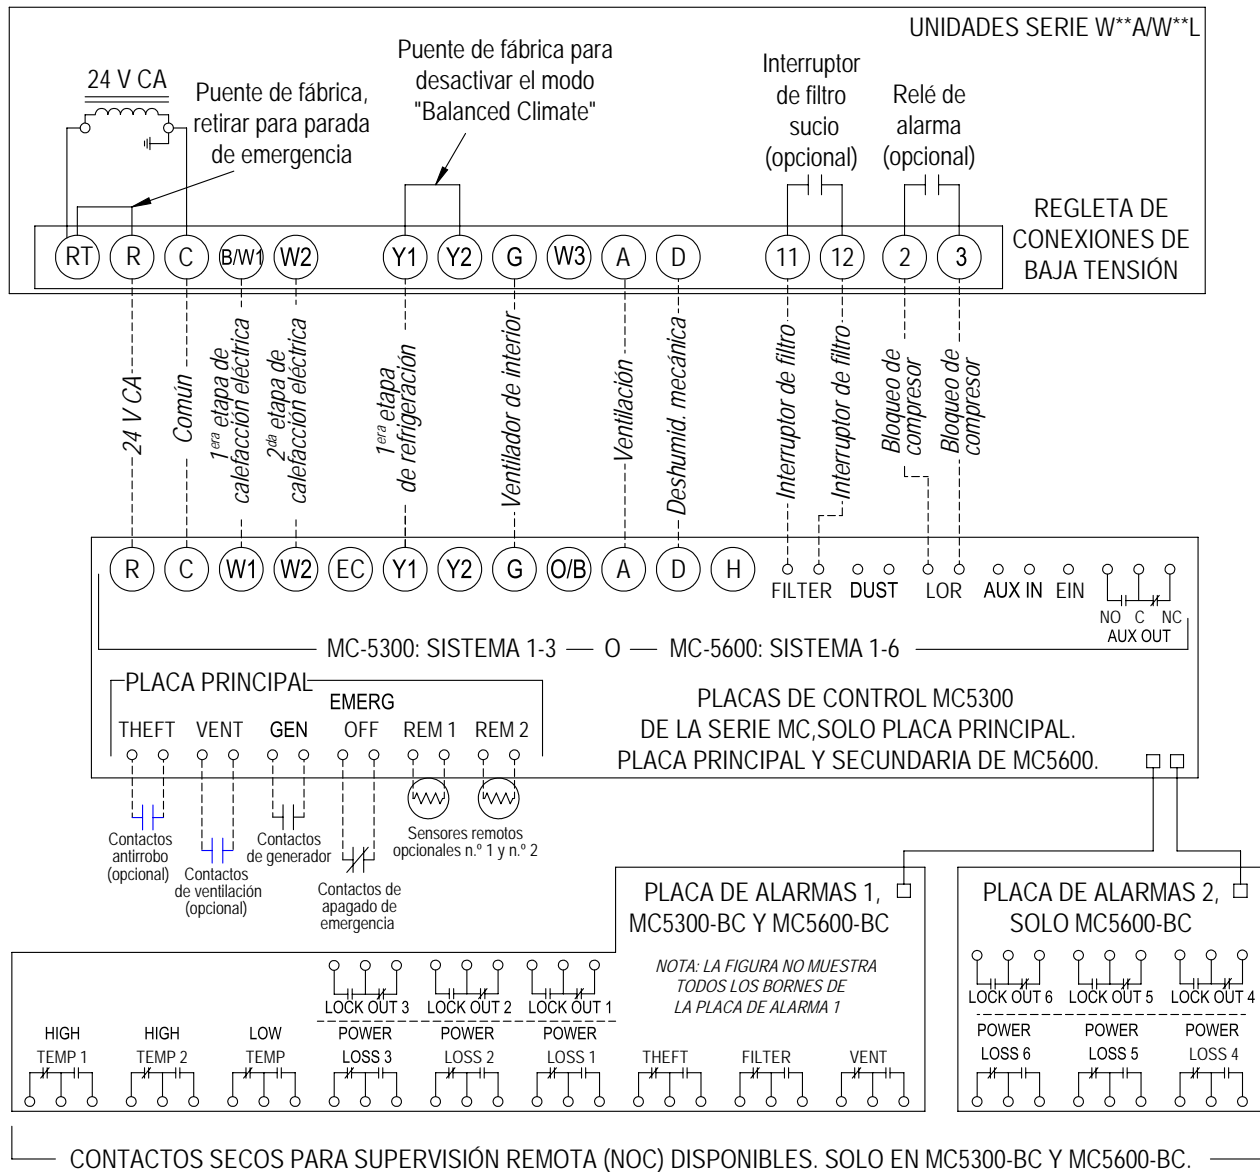 UNIDADES SERIE W**A/W**L
24 V CA
Puente de fábrica,
retirar para parada
de emergencia
Puente de fábrica para
desactivar el modo
"Balanced Climate"
Interruptor
de filtro
sucio
(opcional)
Relé de
alarma
(opcional)
REGLETA DE
CONEXIONES DE
BAJA TENSIÓN
RT R C B/W1 W2 Y1 Y2 G W3 A D 11 12 2 3
24 V CA
Común
1era etapa de
calefacción eléctrica
2da etapa de
calefacción eléctrica
1era etapa
de refrigeración
Ventilador de interior
Ventilación
Deshumid. mecánica
Interruptor de filtro
Interruptor de filtro
Bloqueo de
compresor
Bloqueo de
compresor
R C W1 W2 EC Y1 Y2 G O/B A D H
FILTER DUST LOR AUX IN EIN
NO C NC
AUX OUT
MC-5300: SISTEMA 1-3 — O — MC-5600: SISTEMA 1-6
PLACA PRINCIPAL
THEFT VENT GEN
EMERG
OFF
REM 1 REM 2
PLACAS DE CONTROL MC5300
DE LA SERIE MC,SOLO PLACA PRINCIPAL.
PLACA PRINCIPAL Y SECUNDARIA DE MC5600.
Contactos
antirrobo
(opcional)
Contactos
de ventilación
(opcional)
Contactos
de generador
Contactos de
apagado de
emergencia
Sensores remotos
opcionales n.º 1 y n.º 2
PLACA DE ALARMAS 1,
MC5300-BC Y MC5600-BC
NOTA: LA FIGURA NO MUESTRA
TODOS LOS BORNES DE
LA PLACA DE ALARMA 1
LOCK OUT 3 LOCK OUT 2 LOCK OUT 1
HIGH
TEMP 1
HIGH
TEMP 2
LOW
TEMP
POWER
LOSS 3
POWER
LOSS 2
POWER
LOSS 1
THEFT
FILTER
VENT
PLACA DE ALARMAS 2,
SOLO MC5600-BC
LOCK OUT 6 LOCK OUT 5 LOCK OUT 4
POWER
LOSS 6
POWER
LOSS 5
POWER
LOSS 4
CONTACTOS SECOS PARA SUPERVISIÓN REMOTA (NOC) DISPONIBLES. SOLO EN MC5300-BC Y MC5600-BC.